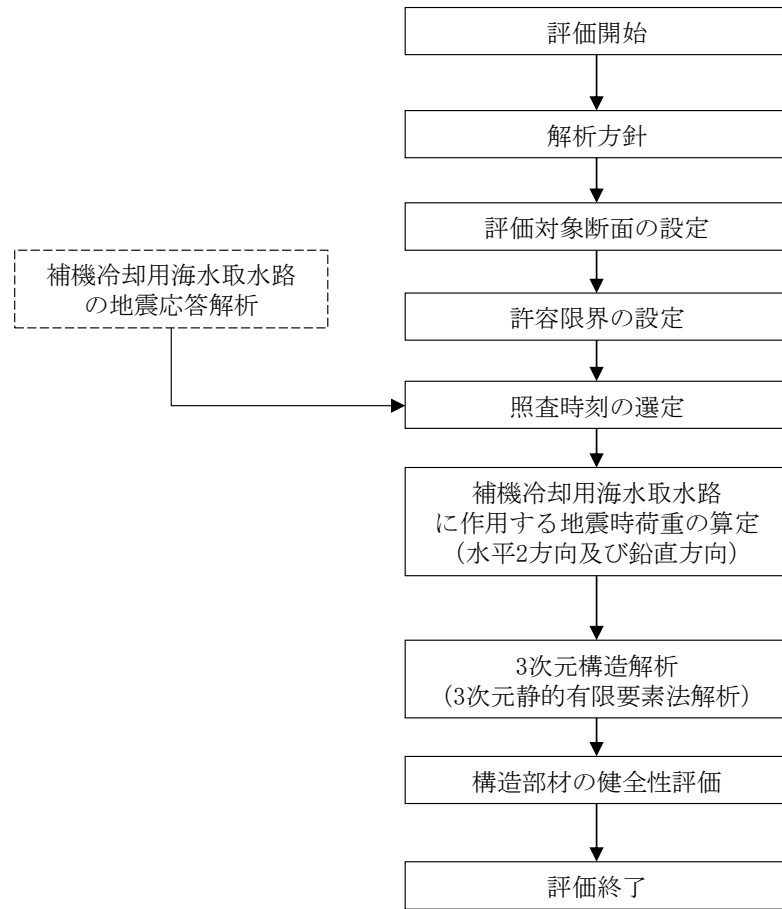 評価開始
解析方針
評価対象断面の設定
補機冷却用海水取水路
の地震応答解析
許容限界の設定
照査時刻の選定
補機冷却用海水取水路
に作用する地震時荷重の算定
（水平2方向及び鉛直方向）
3次元構造解析
（3次元静的有限要素法解析）
構造部材の健全性評価
評価終了